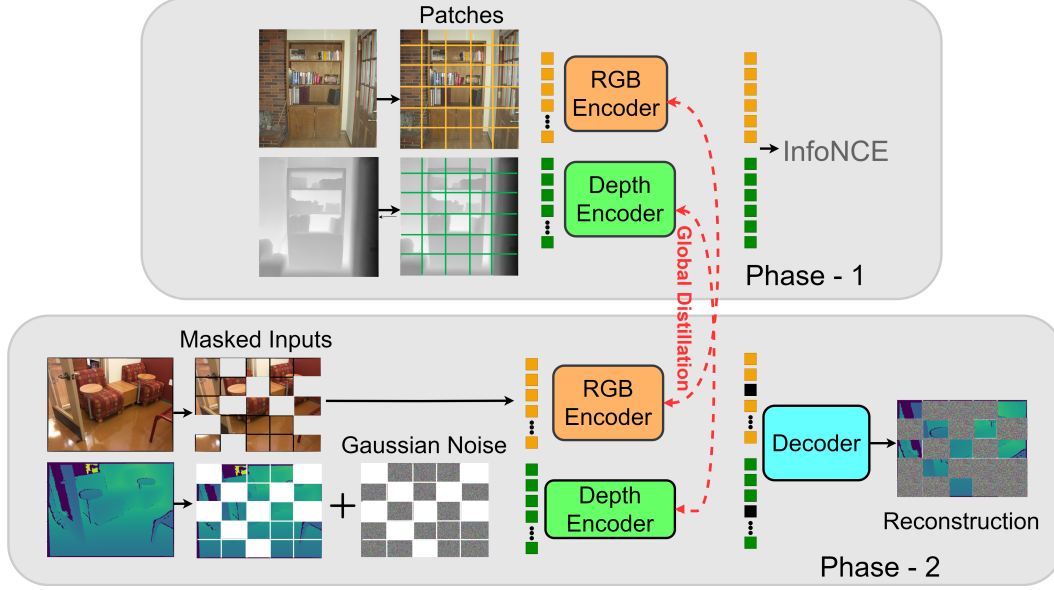 Patches
RGB
Encoder
InfoNCE
Depth
Encoder
Global Distillation
Phase - 1
Masked Inputs
RGB
Encoder
Gaussian Noise
Decoder
Depth
Encoder
Reconstruction
Phase - 2